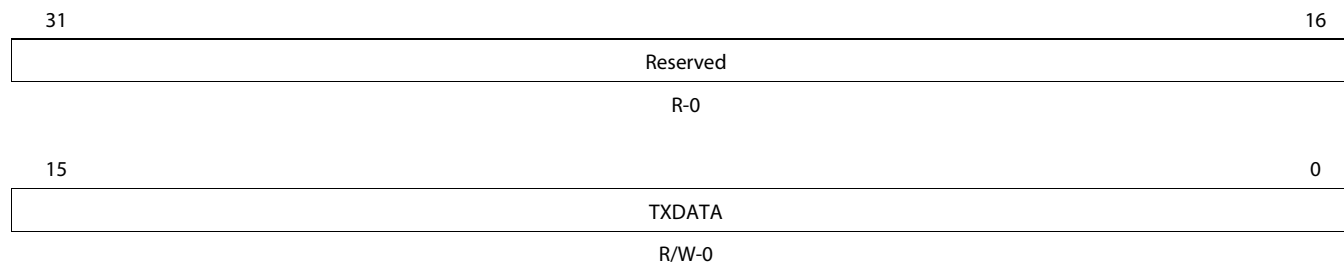 31 16
Reserved
R-0
15 0
TXDATA
R/W-0